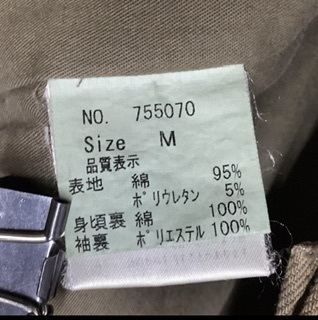 NO. 755070
Size M
品質表示
表地 綿 95%
ポリウレタン 5%
身頃裏 綿 100%
袖裏 ポリエステル 100%